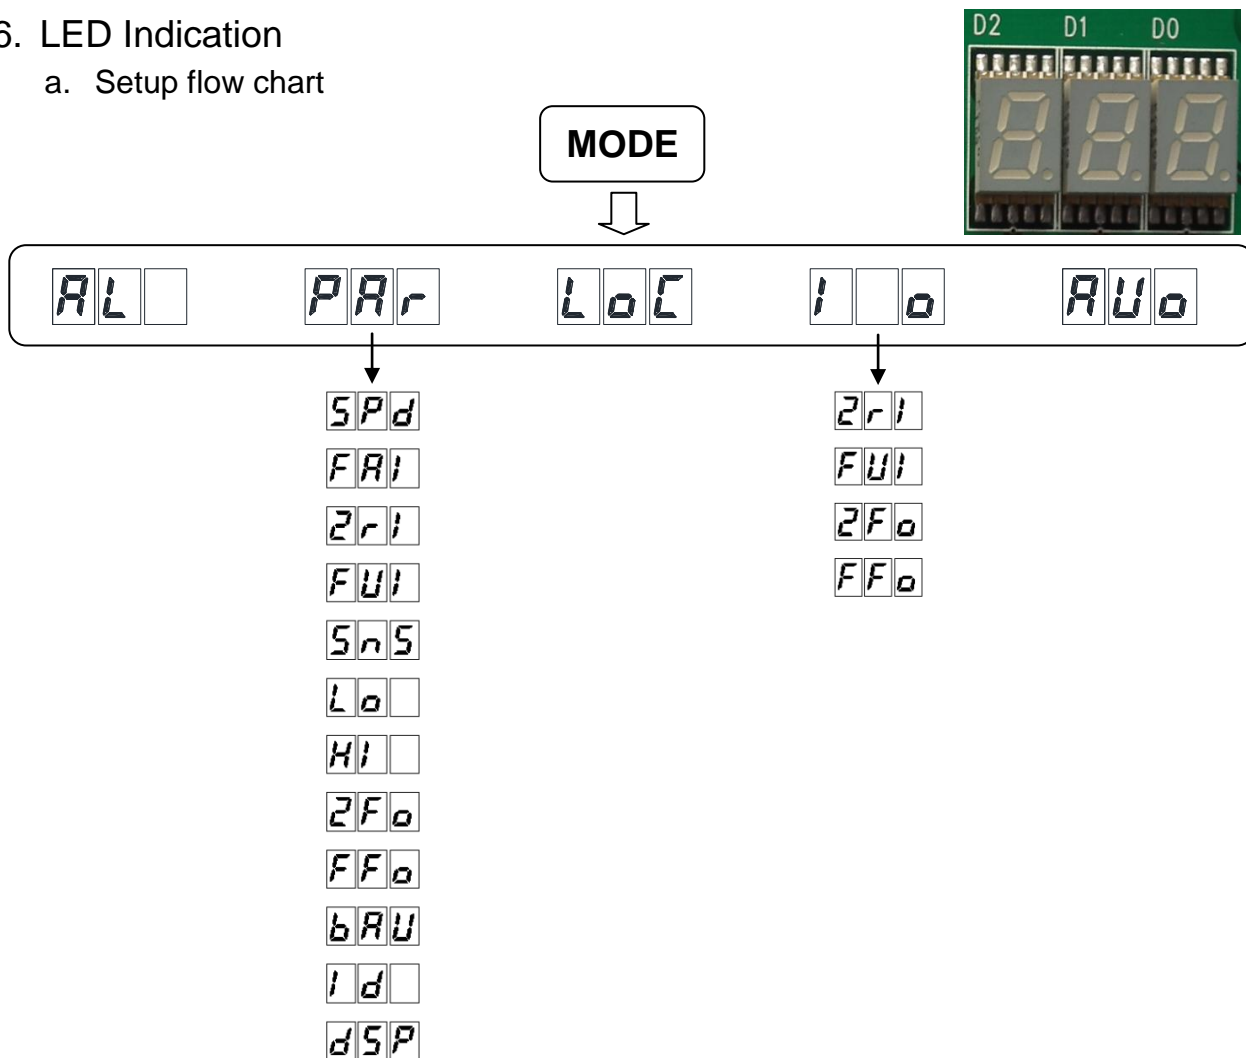 6. LED Indication
a. Setup flow chart
D2 D1 D0
MODE
AL PAr LoC I o AUo
SPd 2rI
FAI FUI
2rI 2Fo
FUI FFo
SnS
Lo
HI
2Fo
FFo
bAU
Id
dSP